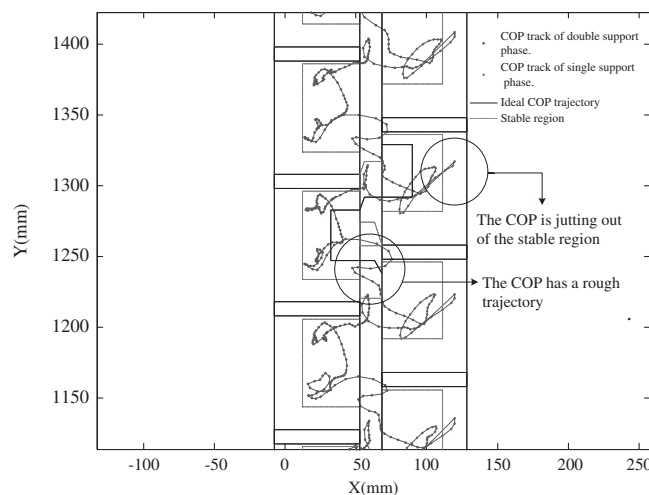 1400
1350
1300
1250
1200
1150
Y(mm)
-100
-50
0
50
100
150
200
250
X(mm)
COP track of double support
phase.
COP track of single support
phase.
Ideal COP trajectory
Stable region
The COP is jutting out
of the stable region
The COP has a rough
trajectory